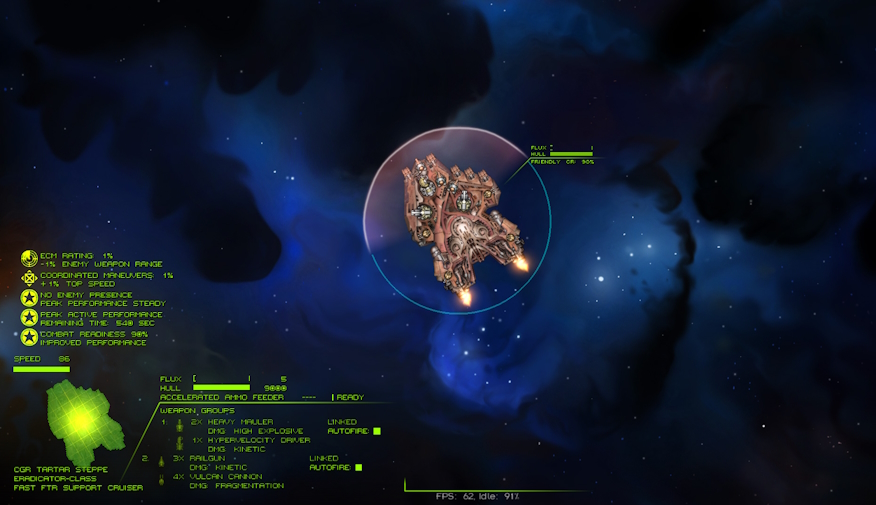 FLUX
HULL
FRIENDLY CR: 90%
ECM RATING: 1%
-1% ENEMY WEAPON RANGE
COORDINATED MANEUVERS: 1%
+1% TOP SPEED
NO ENEMY PRESENCE
PEAK PERFORMANCE STEADY
PEAK ACTIVE PERFORMANCE
REMAINING TIME: 540 SEC
COMBAT READINESS 90%
IMPROVED PERFORMANCE
SPEED 86
FLUX 5
HULL 9000
ACCELERATED AMMO FEEDER ---- READY
WEAPON GROUPS
1: 2X HEAVY MAULER LINKED
DMG: HIGH EXPLOSIVE AUTOFIRE:
1X HYPERVELOCITY DRIVER
DMG: KINETIC
2: 3X RAILGUN LINKED
DMG: KINETIC AUTOFIRE:
4X VULCAN CANNON
DMG: FRAGMENTATION
CGR TARTAR STEPPE
ERADICATOR-CLASS
FAST FTR SUPPORT CRUISER
FPS: 62, Idle: 91%